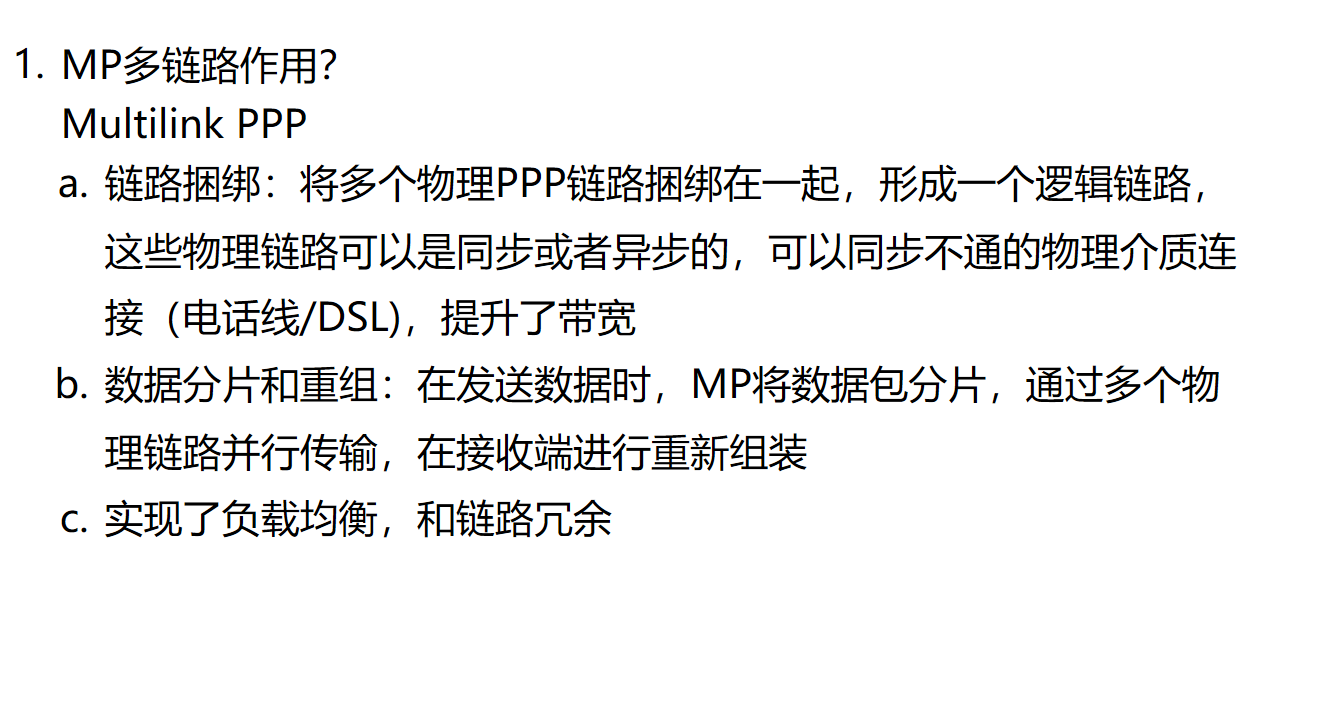 1. MP多链路作用？
Multilink PPP
a. 链路捆绑：将多个物理PPP链路捆绑在一起，形成一个逻辑链路，
这些物理链路可以是同步或者异步的，可以同步不通的物理介质连
接（电话线/DSL)，提升了带宽
b. 数据分片和重组：在发送数据时，MP将数据包分片，通过多个物
理链路并行传输，在接收端进行重新组装
c. 实现了负载均衡，和链路冗余